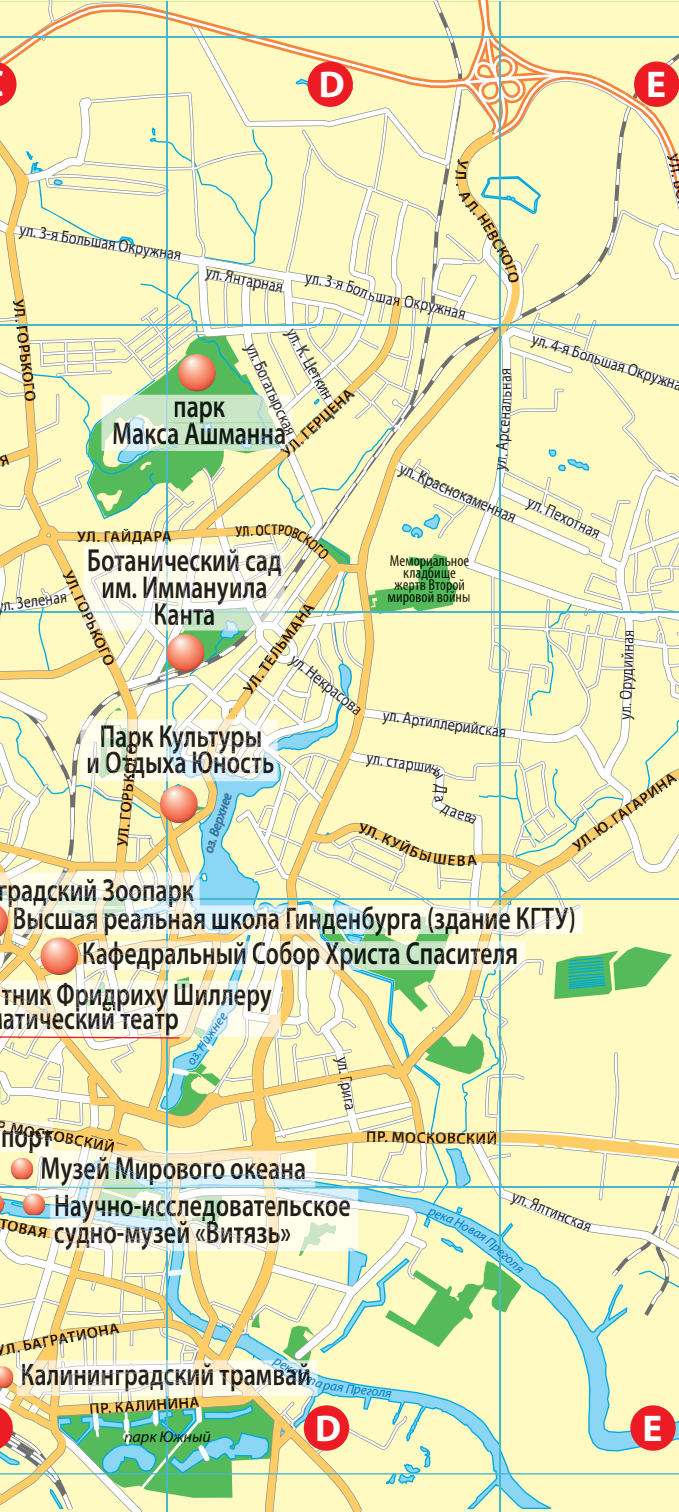 C
D
E
УЛ. АЛ. НЕВСКОГО
ул. 3-я Большая Окружная
ул. Янтарная
ул. 3-я Большая Окружная
УЛ. ГОРЬКОГО
ул. К. Цеткин
ул. Богатырская
ул. 4-я Большая Окружна
ул. Арсенальная
парк
Макса Ашманна
УЛ. ГЕРЦЕНА
ул. Краснокаменная
ул. Пехотная
УЛ. ГАЙДАРА
УЛ. ОСТРОВСКОГО
Ботанический сад
им. Иммануила
Канта
Мемориальное
кладбище
жертв Второй
мировой войны
ул. Зеленая
УЛ. ГОРЬКОГО
УЛ. ТЕЛЬМАНА
ул. Некрасова
ул. Орудийная
ул. Артиллерийская
Парк Культуры
и Отдыха Юность
УЛ. ГОРЬКОГО
ул. старшины Дадаева
оз. Верхнее
УЛ. КУЙБЫШЕВА
УЛ. Ю. ГАГАРИНА
градский Зоопарк
Высшая реальная школа Гинденбурга (здание КГТУ)
Кафедральный Собор Христа Спасителя
тник Фридриху Шиллеру
матический театр
оз. Нижнее
ул. Грига
Р. МОСКОВСКИЙ
порт
ПР. МОСКОВСКИЙ
Музей Мирового океана
Научно-исследовательское
судно-музей «Витязь»
ТОВАЯ
ул. Ялтинская
река Новая Преголя
УЛ. БАГРАТИОНА
Калининградский трамвай
река Старая Преголя
ПР. КАЛИНИНА
парк Южный
D
E